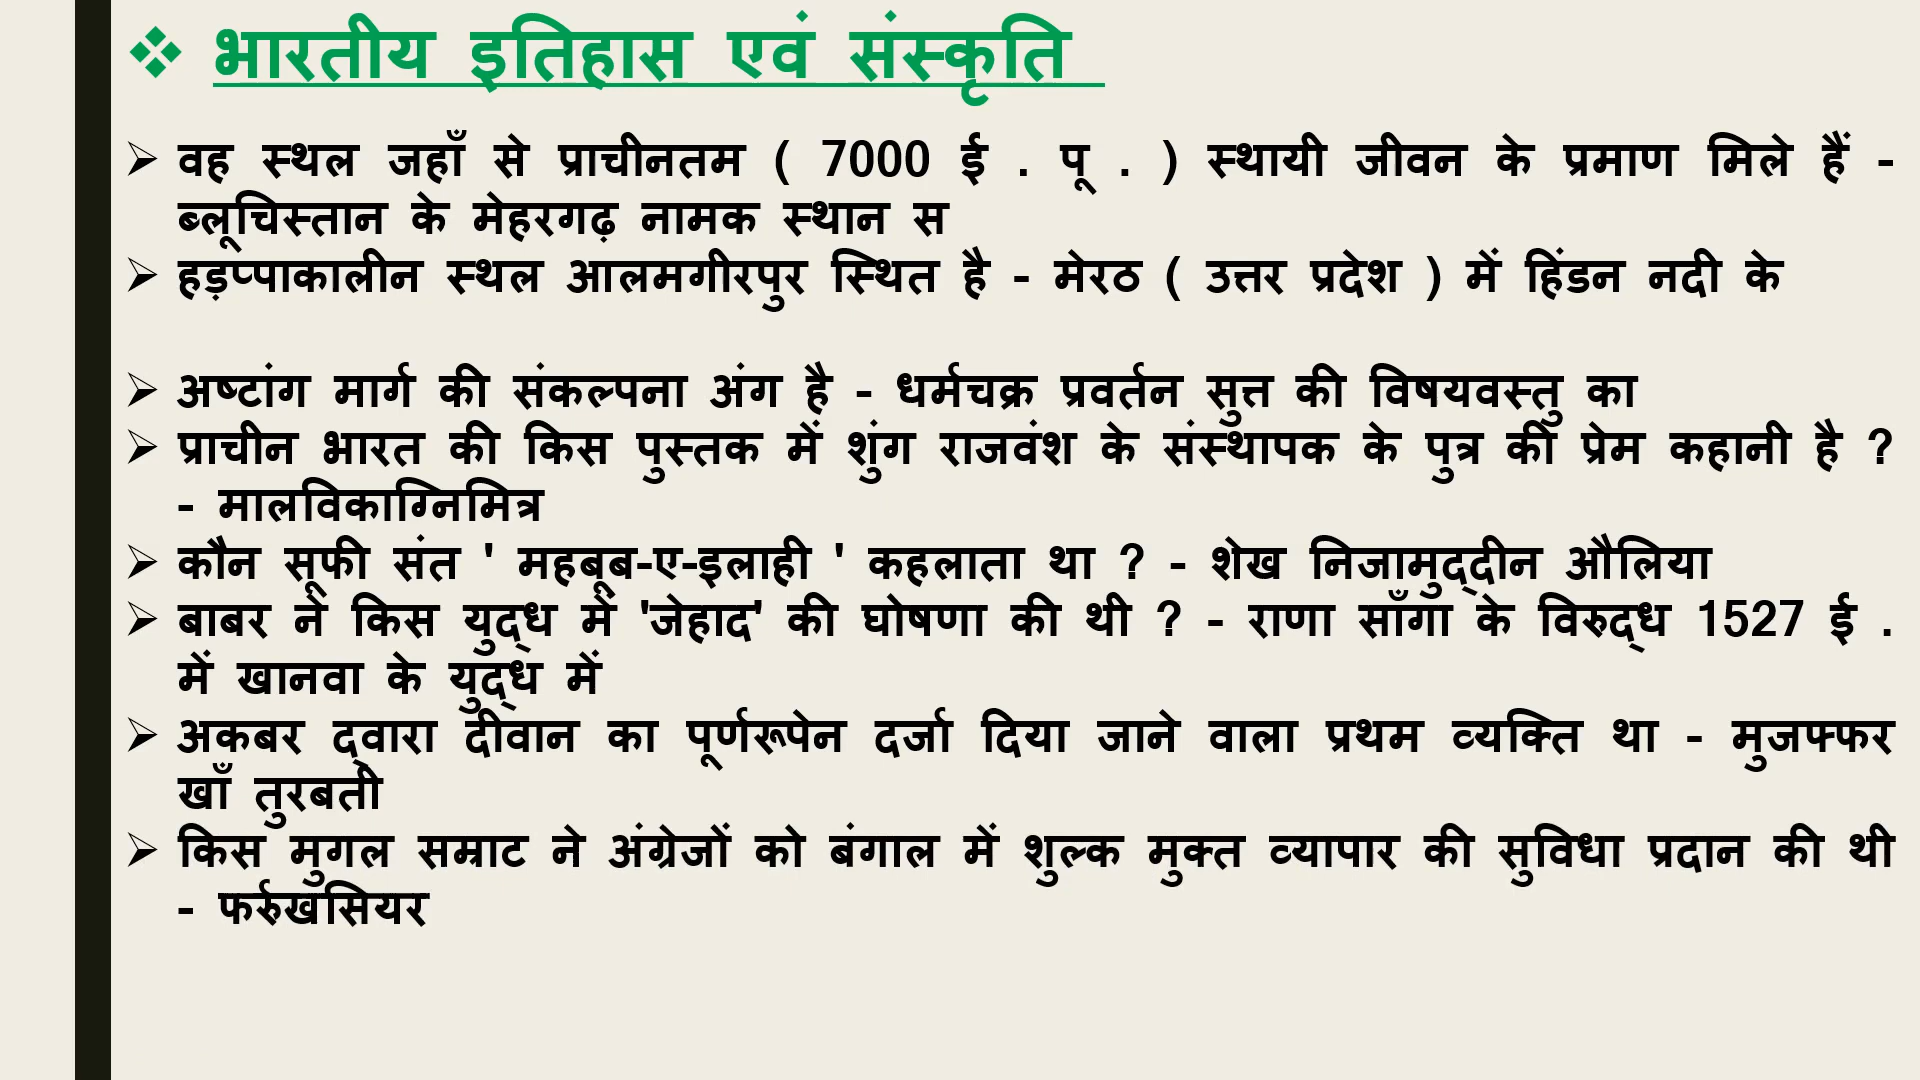 भारतीय इतिहास एवं संस्कृति
वह स्थल जहाँ से प्राचीनतम ( 7000 ई . पू . ) स्थायी जीवन के प्रमाण मिले हैं -
ब्लूचिस्तान के मेहरगढ़ नामक स्थान स
हड़प्पाकालीन स्थल आलमगीरपुर स्थित है - मेरठ ( उत्तर प्रदेश ) में हिंडन नदी के
अष्टांग मार्ग की संकल्पना अंग है - धर्मचक्र प्रवर्तन सुत्त की विषयवस्तु का
प्राचीन भारत की किस पुस्तक में शुंग राजवंश के संस्थापक के पुत्र की प्रेम कहानी है ?
- मालविकाग्निमित्र
कौन सूफी संत ' महबूब-ए-इलाही ' कहलाता था ? - शेख निजामुद्दीन औलिया
बाबर ने किस युद्ध में 'जेहाद' की घोषणा की थी ? - राणा साँगा के विरुद्ध 1527 ई .
में खानवा के युद्ध में
अकबर द्वारा दीवान का पूर्णरूपेन दर्जा दिया जाने वाला प्रथम व्यक्ति था - मुजफ्फर
खाँ तुरबती
किस मुगल सम्राट ने अंग्रेजों को बंगाल में शुल्क मुक्त व्यापार की सुविधा प्रदान की थी
- फर्रुखसियर